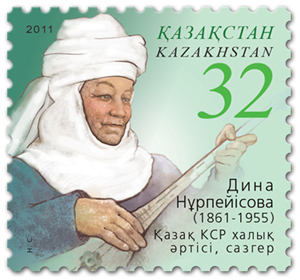 2011
ҚАЗАҚСТАН
KAZAKHSTAN
32
Дина
Нұрпейісова
(1861-1955)
Қазақ КСР халық
әртісі, сазгер